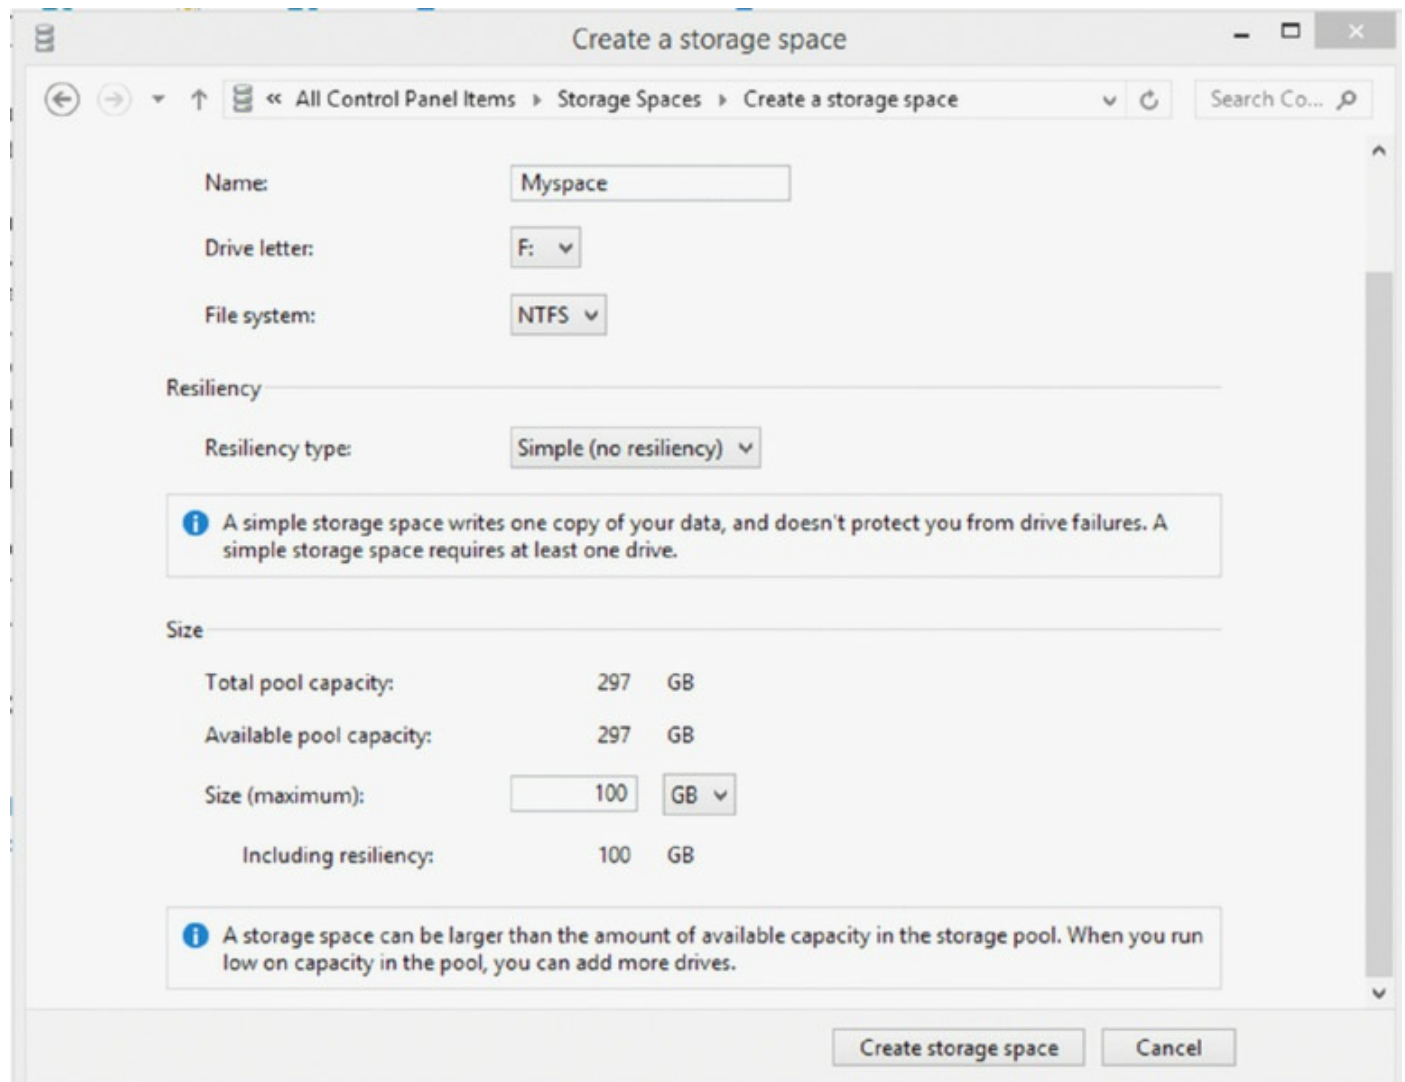 Create a storage space
« All Control Panel Items Storage Spaces Create a storage space Search Co...
Name: Myspace
Drive letter: F:
File system: NTFS
Resiliency
Resiliency type: Simple (no resiliency)
A simple storage space writes one copy of your data, and doesn't protect you from drive failures. A
simple storage space requires at least one drive.
Size
Total pool capacity: 297 GB
Available pool capacity: 297 GB
Size (maximum): 100 GB
Including resiliency: 100 GB
A storage space can be larger than the amount of available capacity in the storage pool. When you run
low on capacity in the pool, you can add more drives.
Create storage space Cancel